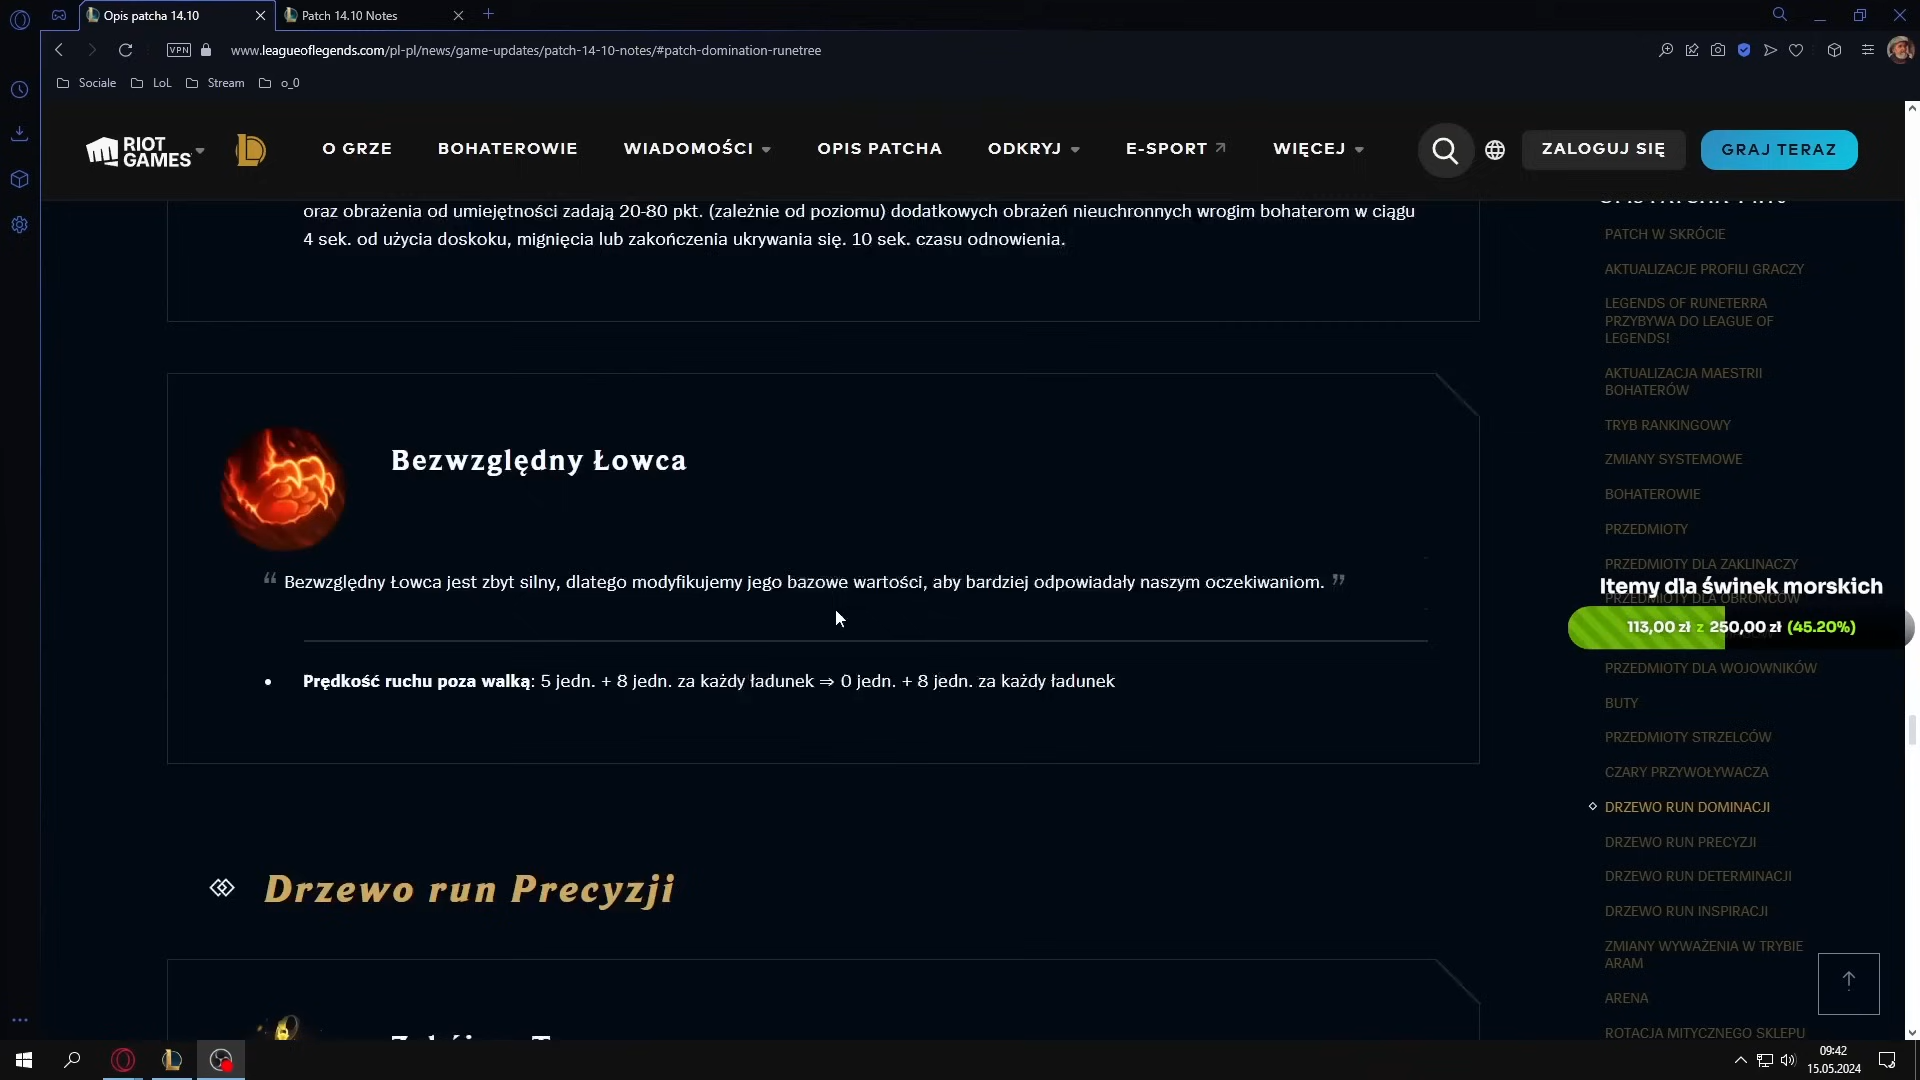 Opis patcha 14.10
Patch 14.10 Notes
VPN
www.leagueoflegends.com/pl-pl/news/game-updates/patch-14-10-notes/#patch-domination-runetree
Sociale
LoL
Stream
o_0
RIOT GAMES
O GRZE
BOHATEROWIE
WIADOMOŚCI
OPIS PATCHA
ODKRYJ
E-SPORT
WIĘCEJ
ZALOGUJ SIĘ
GRAJ TERAZ
oraz obrażenia od umiejętności zadają 20-80 pkt. (zależnie od poziomu) dodatkowych obrażeń nieuchronnych wrogim bohaterom w ciągu
4 sek. od użycia doskoku, mignięcia lub zakończenia ukrywania się. 10 sek. czasu odnowienia.
Bezwzględny Łowca
“ Bezwzględny Łowca jest zbyt silny, dlatego modyfikujemy jego bazowe wartości, aby bardziej odpowiadały naszym oczekiwaniom. ”
• Prędkość ruchu poza walką: 5 jedn. + 8 jedn. za każdy ładunek ⇒ 0 jedn. + 8 jedn. za każdy ładunek
Drzewo run Precyzji
PATCH W SKRÓCIE
AKTUALIZACJE PROFILI GRACZY
LEGENDS OF RUNETERRA
PRZYBYWA DO LEAGUE OF
LEGENDS!
AKTUALIZACJA MAESTRII
BOHATERÓW
TRYB RANKINGOWY
ZMIANY SYSTEMOWE
BOHATEROWIE
PRZEDMIOTY
PRZEDMIOTY DLA ZAKLINACZY
Itemy dla świnek morskich
PRZEDMIOTY DLA OBROŃCÓW
113,00 zł z 250,00 zł (45.20%)
PRZEDMIOTY DLA WOJOWNIKÓW
BUTY
PRZEDMIOTY STRZELCÓW
CZARY PRZYWOŁYWACZA
DRZEWO RUN DOMINACJI
DRZEWO RUN PRECYZJI
DRZEWO RUN DETERMINACJI
DRZEWO RUN INSPIRACJI
ZMIANY WYWAŻENIA W TRYBIE
ARAM
ARENA
ROTACJA MITYCZNEGO SKLEPU
09:42
15.05.2024